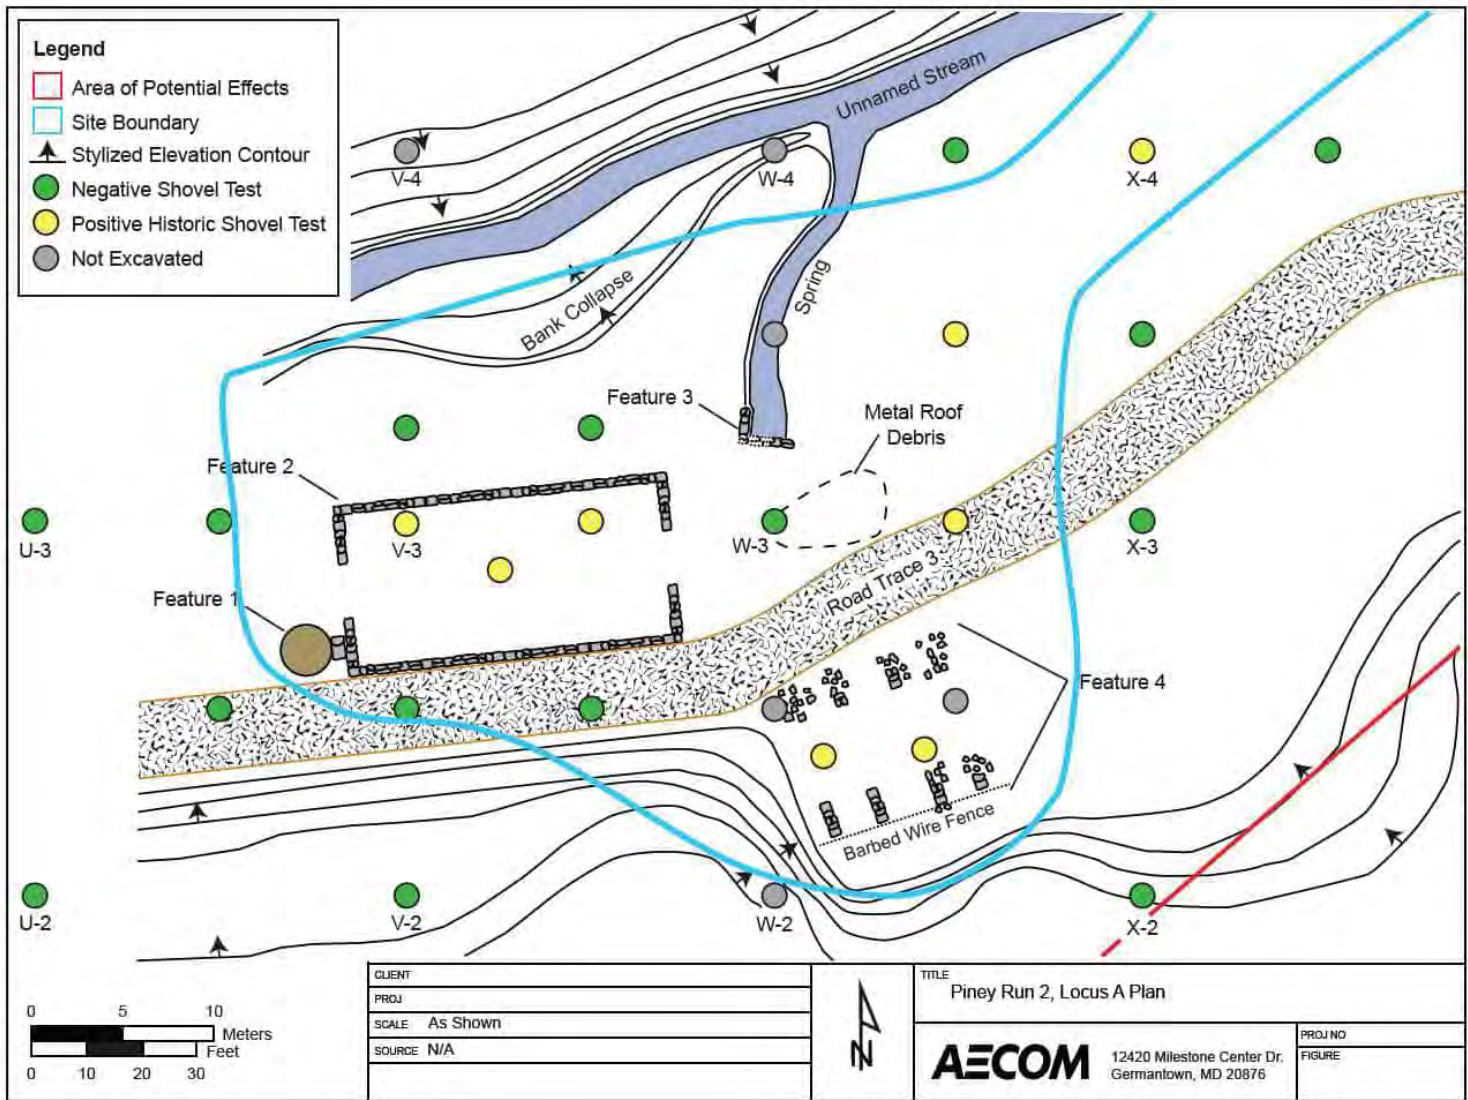 Legend
Area of Potential Effects
Site Boundary
Stylized Elevation Contour
Negative Shovel Test
Positive Historic Shovel Test
Not Excavated
Unnamed Stream
V-4
W-4
X-4
Spring
Bank Collapse
Feature 3
Metal Roof
Debris
Feature 2
U-3
V-3
W-3
X-3
Road Trace 3
Feature 1
Feature 4
Barbed Wire Fence
U-2
V-2
W-2
X-2
0 5 10
Meters
Feet
0 10 20 30
CLIENT
PROJ
SCALE As Shown
SOURCE N/A
N
TITLE
Piney Run 2, Locus A Plan
AECOM
12420 Milestone Center Dr.
Germantown, MD 20876
PROJ NO
FIGURE